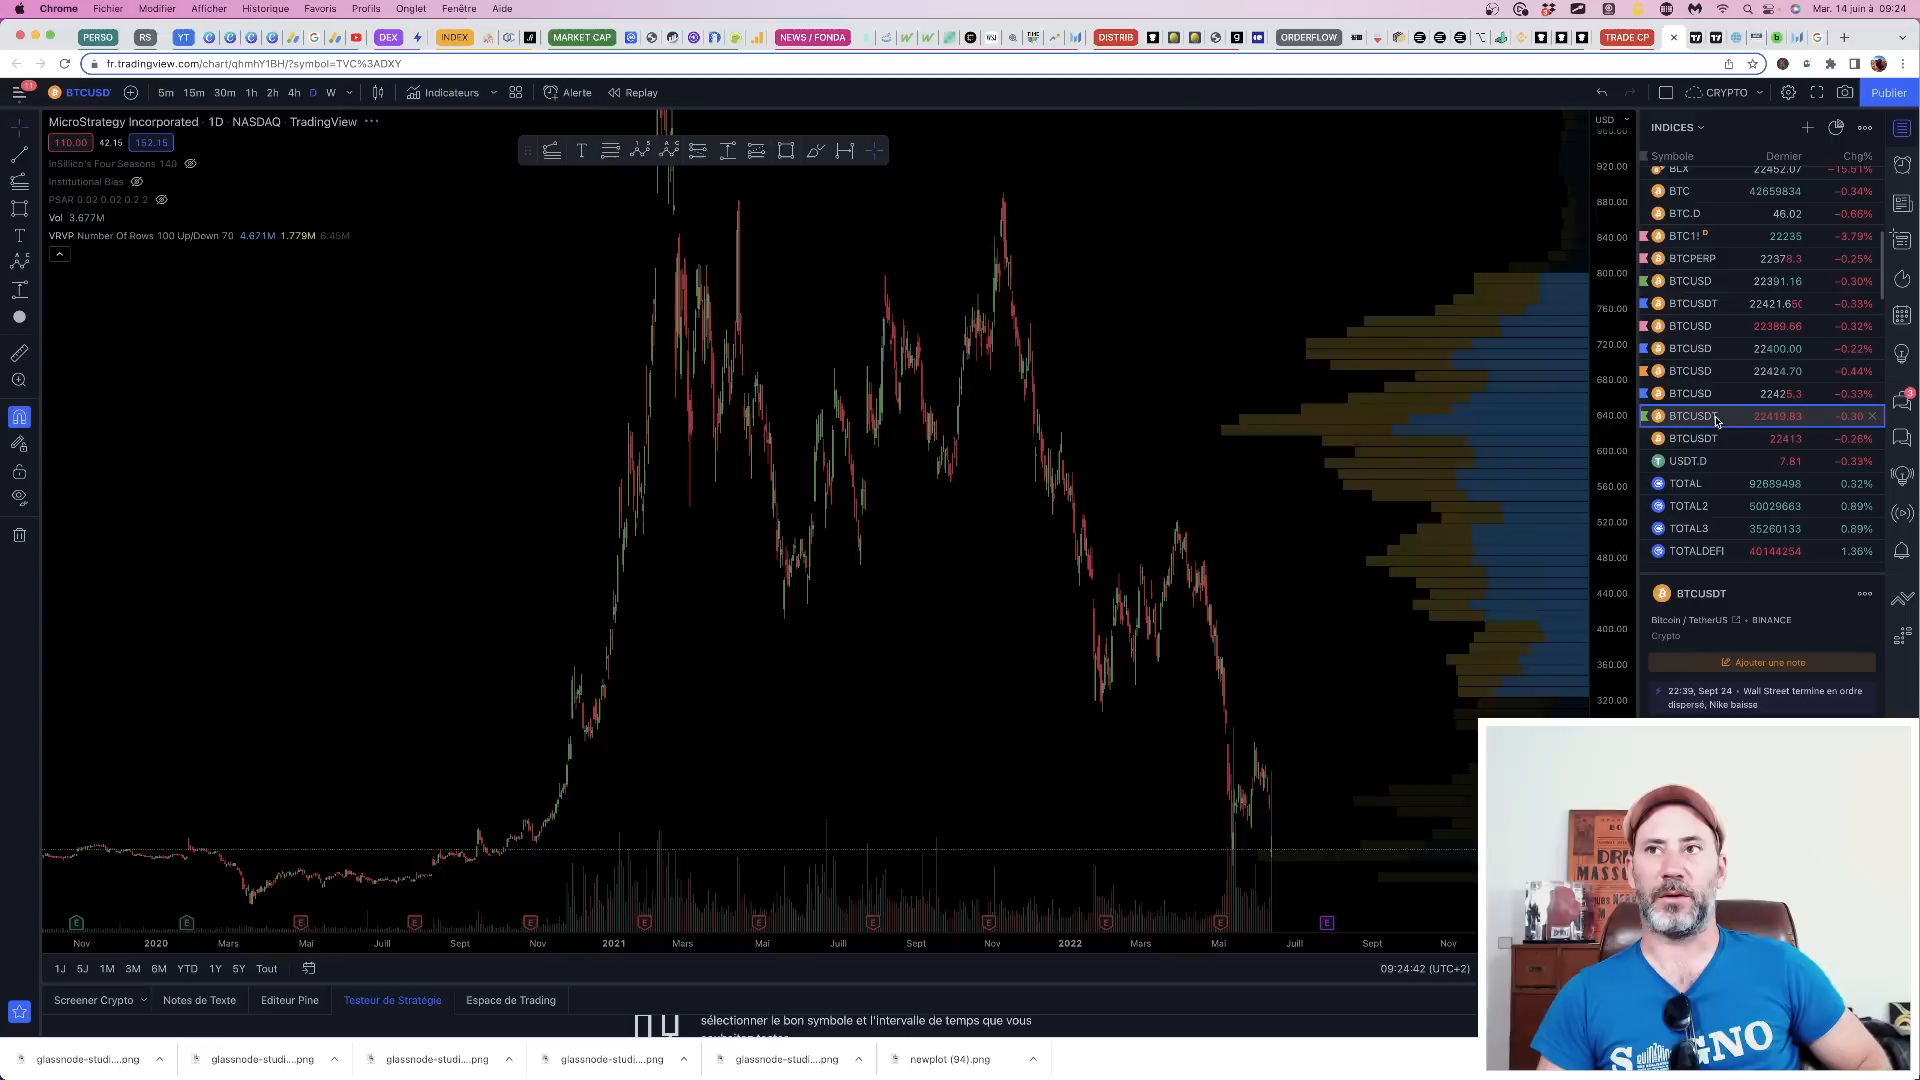 Chrome Fichier Modifier Afficher Historique Favoris Profils Onglet Fenêtre Aide Mar. 14 juin à 09:24
PERSO RS YT DEX INDEX MARKET CAP NEWS / FONDA DISTRIB ORDERFLOW TRADE CP
fr.tradingview.com/chart/qhmhY1BH/?symbol=TVC%3ADXY
11 BTCUSD 5m 15m 30m 1h 2h 4h D W Indicateurs Alerte Replay CRYPTO Publier
MicroStrategy Incorporated · 1D · NASDAQ · TradingView
110.00 42.15 152.15
InSilico's Four Seasons 140
Institutional Bias
PSAR 0.02 0.02 0.2 2
Vol 3.677M
VRVP Number Of Rows 100 Up/Down 70 4.671M 1.779M 6.45M
USD
960.00
920.00
880.00
840.00
800.00
760.00
720.00
680.00
640.00
600.00
560.00
520.00
480.00
440.00
400.00
360.00
320.00
INDICES
Symbole Dernier Chg%
BLX 22452.07 −15.51%
BTC 42659834 −0.34%
BTC.D 46.02 −0.66%
BTC1! D 22235 −3.79%
BTCPERP 22378.3 −0.25%
BTCUSD 22391.16 −0.30%
BTCUSDT 22421.650 −0.33%
BTCUSD 22389.66 −0.32%
BTCUSD 22400.00 −0.22%
BTCUSD 22424.70 −0.44%
BTCUSD 22425.3 −0.33%
BTCUSDT 22419.83 −0.30
BTCUSDT 22413 −0.26%
USDT.D 7.81 −0.33%
TOTAL 92689498 0.32%
TOTAL2 50029663 0.89%
TOTAL3 35260133 0.89%
TOTALDEFI 40144254 1.36%
3
BTCUSDT
Bitcoin / TetherUS · BINANCE
Crypto
Ajouter une note
22:39, Sept 24 · Wall Street termine en ordre
dispersé, Nike baisse
E E E E E E E E E E E E
Nov 2020 Mars Mai Juill Sept Nov 2021 Mars Mai Juill Sept Nov 2022 Mars Mai Juill Sept Nov
1J 5J 1M 3M 6M YTD 1Y 5Y Tout 09:24:42 (UTC+2)
Screener Crypto Notes de Texte Editeur Pine Testeur de Stratégie Espace de Trading
sélectionner le bon symbole et l'intervalle de temps que vous
glassnode-studi....png glassnode-studi....png glassnode-studi....png glassnode-studi....png glassnode-studi....png newplot (94).png